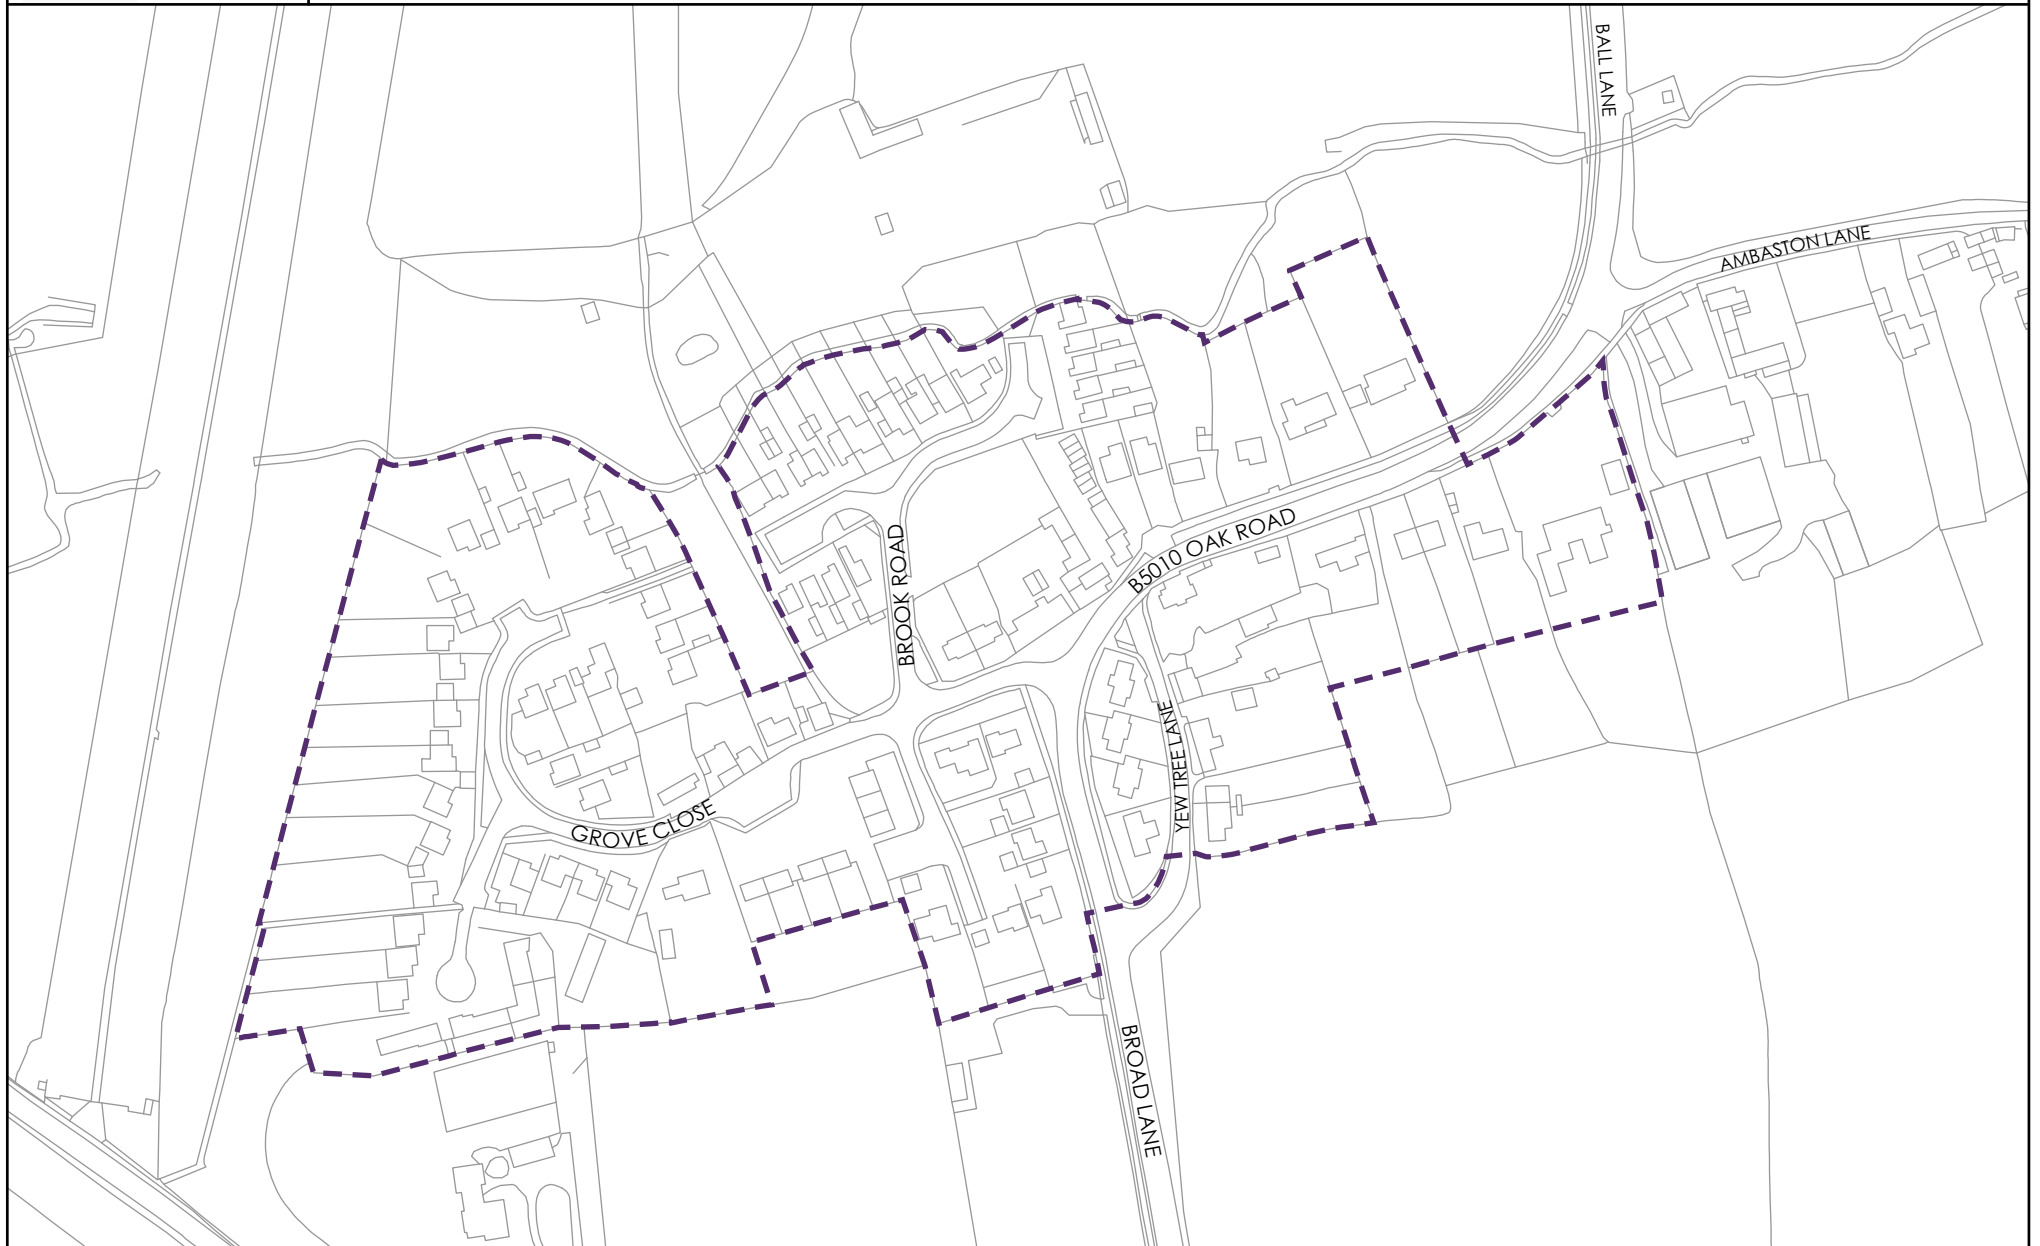 BALL LANE
AMBASTON LANE
B5010 OAK ROAD
BROOK ROAD
YEW TREE LANE
GROVE CLOSE
BROAD LANE